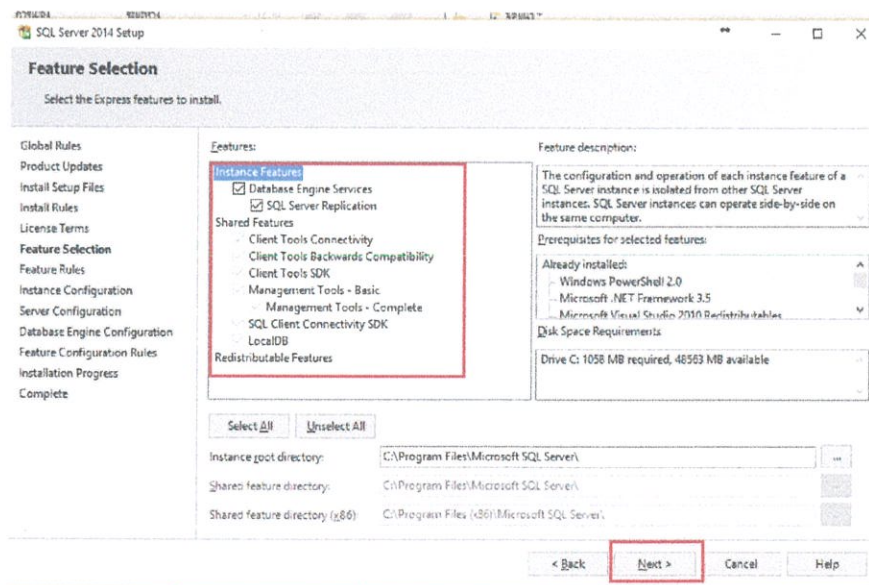 SQL Server 2014 Setup
Feature Selection
Select the Express features to install.
Global Rules
Product Updates
Install Setup Files
Install Rules
License Terms
Feature Selection
Feature Rules
Instance Configuration
Server Configuration
Database Engine Configuration
Feature Configuration Rules
Installation Progress
Complete
Features:
Instance Features
Database Engine Services
SQL Server Replication
Shared Features
Client Tools Connectivity
Client Tools Backwards Compatibility
Client Tools SDK
Management Tools - Basic
Management Tools - Complete
SQL Client Connectivity SDK
LocalDB
Redistributable Features
Feature description:
The configuration and operation of each instance feature of a
SQL Server instance is isolated from other SQL Server
instances. SQL Server instances can operate side-by-side on
the same computer.
Prerequisites for selected features:
Already installed:
Windows PowerShell 2.0
Microsoft .NET Framework 3.5
Microsoft Visual Studio 2010 Redistributables
Disk Space Requirements
Drive C: 1058 MB required, 48563 MB available
Select All Unselect All
Instance root directory: C:\Program Files\Microsoft SQL Server\ ...
Shared feature directory: C:\Program Files\Microsoft SQL Server\
Shared feature directory (x86): C:\Program Files (x86)\Microsoft SQL Server\
< Back Next > Cancel Help